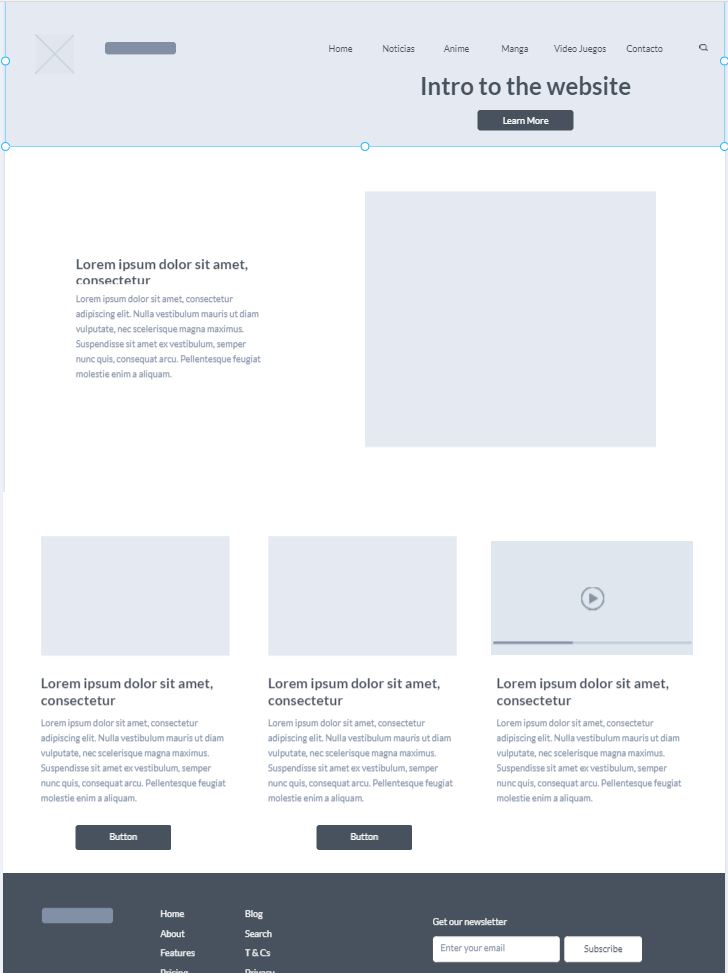 Home Noticias Anime Manga Video Juegos Contacto
Intro to the website
Learn More
Lorem ipsum dolor sit amet,
consectetur
Lorem ipsum dolor sit amet, consectetur
adipiscing elit. Nulla vestibulum mauris ut diam
vulputate, nec scelerisque magna maximus.
Suspendisse sit amet ex vestibulum, semper
nunc quis, consequat arcu. Pellentesque feugiat
molestie enim a aliquam.
Lorem ipsum dolor sit amet,
consectetur
Lorem ipsum dolor sit amet, consectetur
adipiscing elit. Nulla vestibulum mauris ut diam
vulputate, nec scelerisque magna maximus.
Suspendisse sit amet ex vestibulum, semper
nunc quis, consequat arcu. Pellentesque feugiat
molestie enim a aliquam.
Button
Lorem ipsum dolor sit amet,
consectetur
Lorem ipsum dolor sit amet, consectetur
adipiscing elit. Nulla vestibulum mauris ut diam
vulputate, nec scelerisque magna maximus.
Suspendisse sit amet ex vestibulum, semper
nunc quis, consequat arcu. Pellentesque feugiat
molestie enim a aliquam.
Button
Lorem ipsum dolor sit amet,
consectetur
Lorem ipsum dolor sit amet, consectetur
adipiscing elit. Nulla vestibulum mauris ut diam
vulputate, nec scelerisque magna maximus.
Suspendisse sit amet ex vestibulum, semper
nunc quis, consequat arcu. Pellentesque feugiat
molestie enim a aliquam.
Home
About
Features
Pricing
Blog
Search
T & Cs
Privacy
Get our newsletter
Enter your email
Subscribe